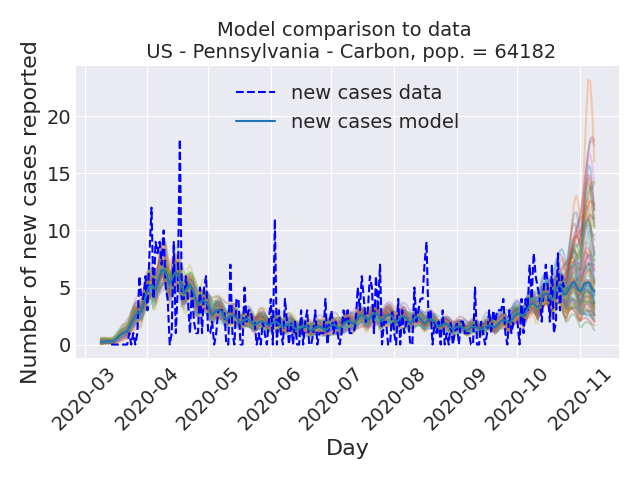 Model comparison to data
US - Pennsylvania - Carbon, pop. = 64182
new cases data
new cases model
Number of new cases reported
20
15
10
5
0
2020-03
2020-04
2020-05
2020-06
2020-07
2020-08
2020-09
2020-10
2020-11
Day